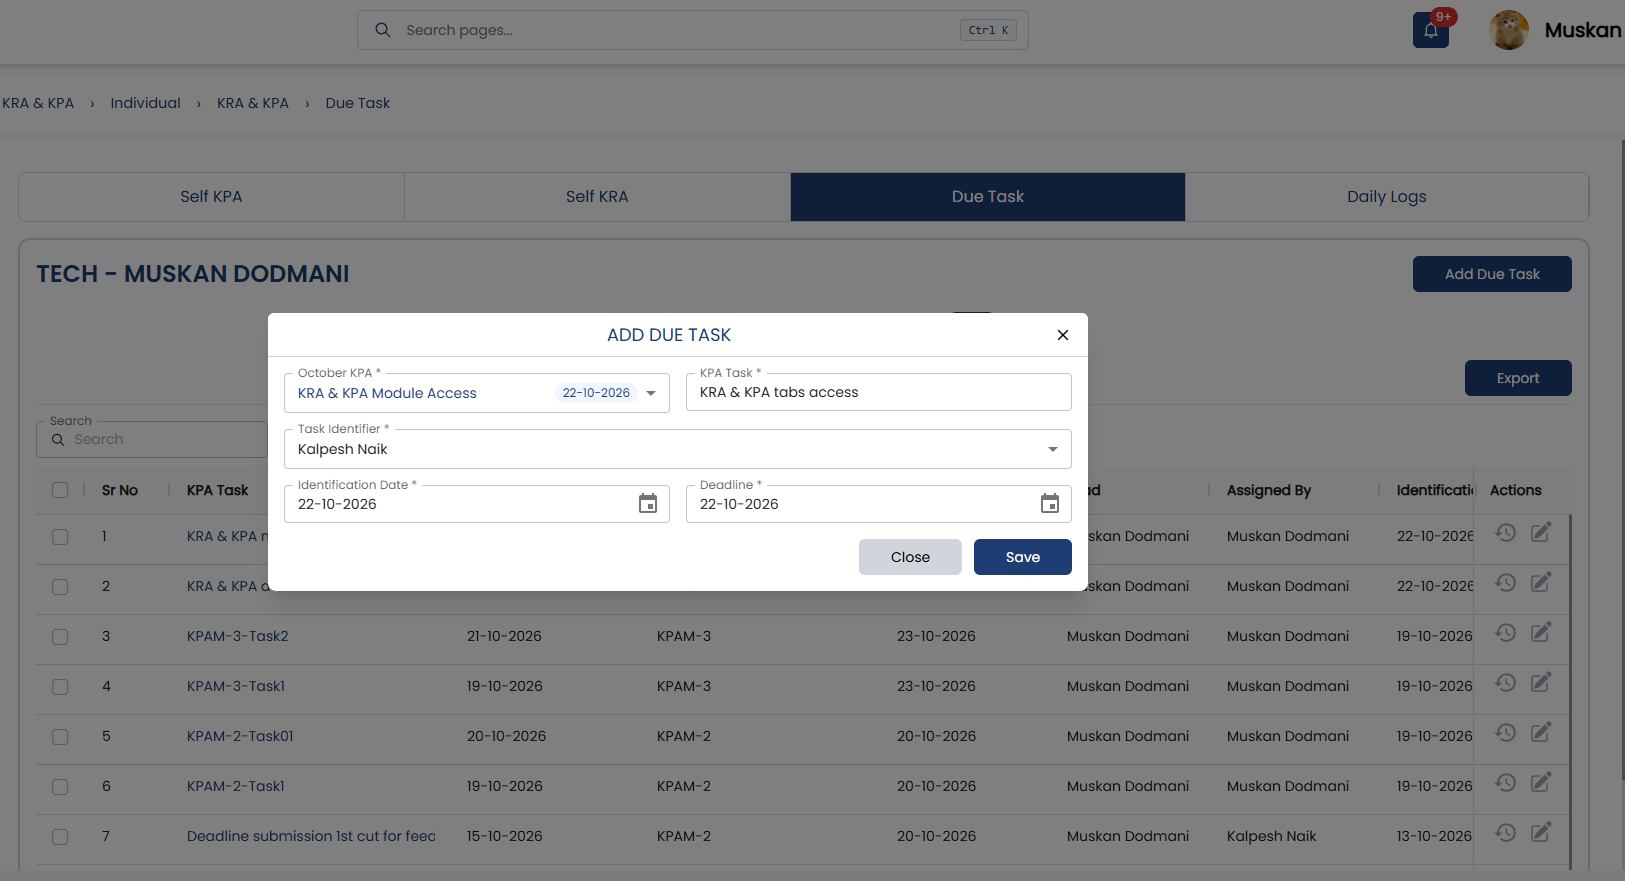 Search pages...
Ctrl K
9+
Muskan
KRA & KPA › Individual › KRA & KPA › Due Task
Self KPA
Self KRA
Due Task
Daily Logs
TECH - MUSKAN DODMANI
Add Due Task
Export
Search
Search
ADD DUE TASK
October KPA *
KRA & KPA Module Access 22-10-2026
KPA Task *
KRA & KPA tabs access
Task Identifier *
Kalpesh Naik
Identification Date *
22-10-2026
Deadline *
22-10-2026
Close
Save
Sr No KPA Task Assigned By Actions
1 KRA & KPA Dodmani Muskan Dodmani 22-10-2026
2 KRA & KPA Dodmani Muskan Dodmani 22-10-2026
3 KPAM-3-Task2 21-10-2026 KPAM-3 23-10-2026 Muskan Dodmani Muskan Dodmani 19-10-2026
4 KPAM-3-Task1 19-10-2026 KPAM-3 23-10-2026 Muskan Dodmani Muskan Dodmani 19-10-2026
5 KPAM-2-Task01 20-10-2026 KPAM-2 20-10-2026 Muskan Dodmani Muskan Dodmani 19-10-2026
6 KPAM-2-Task1 19-10-2026 KPAM-2 20-10-2026 Muskan Dodmani Muskan Dodmani 19-10-2026
7 Deadline submission 1st cut for feed 15-10-2026 KPAM-2 20-10-2026 Muskan Dodmani Kalpesh Naik 13-10-2026